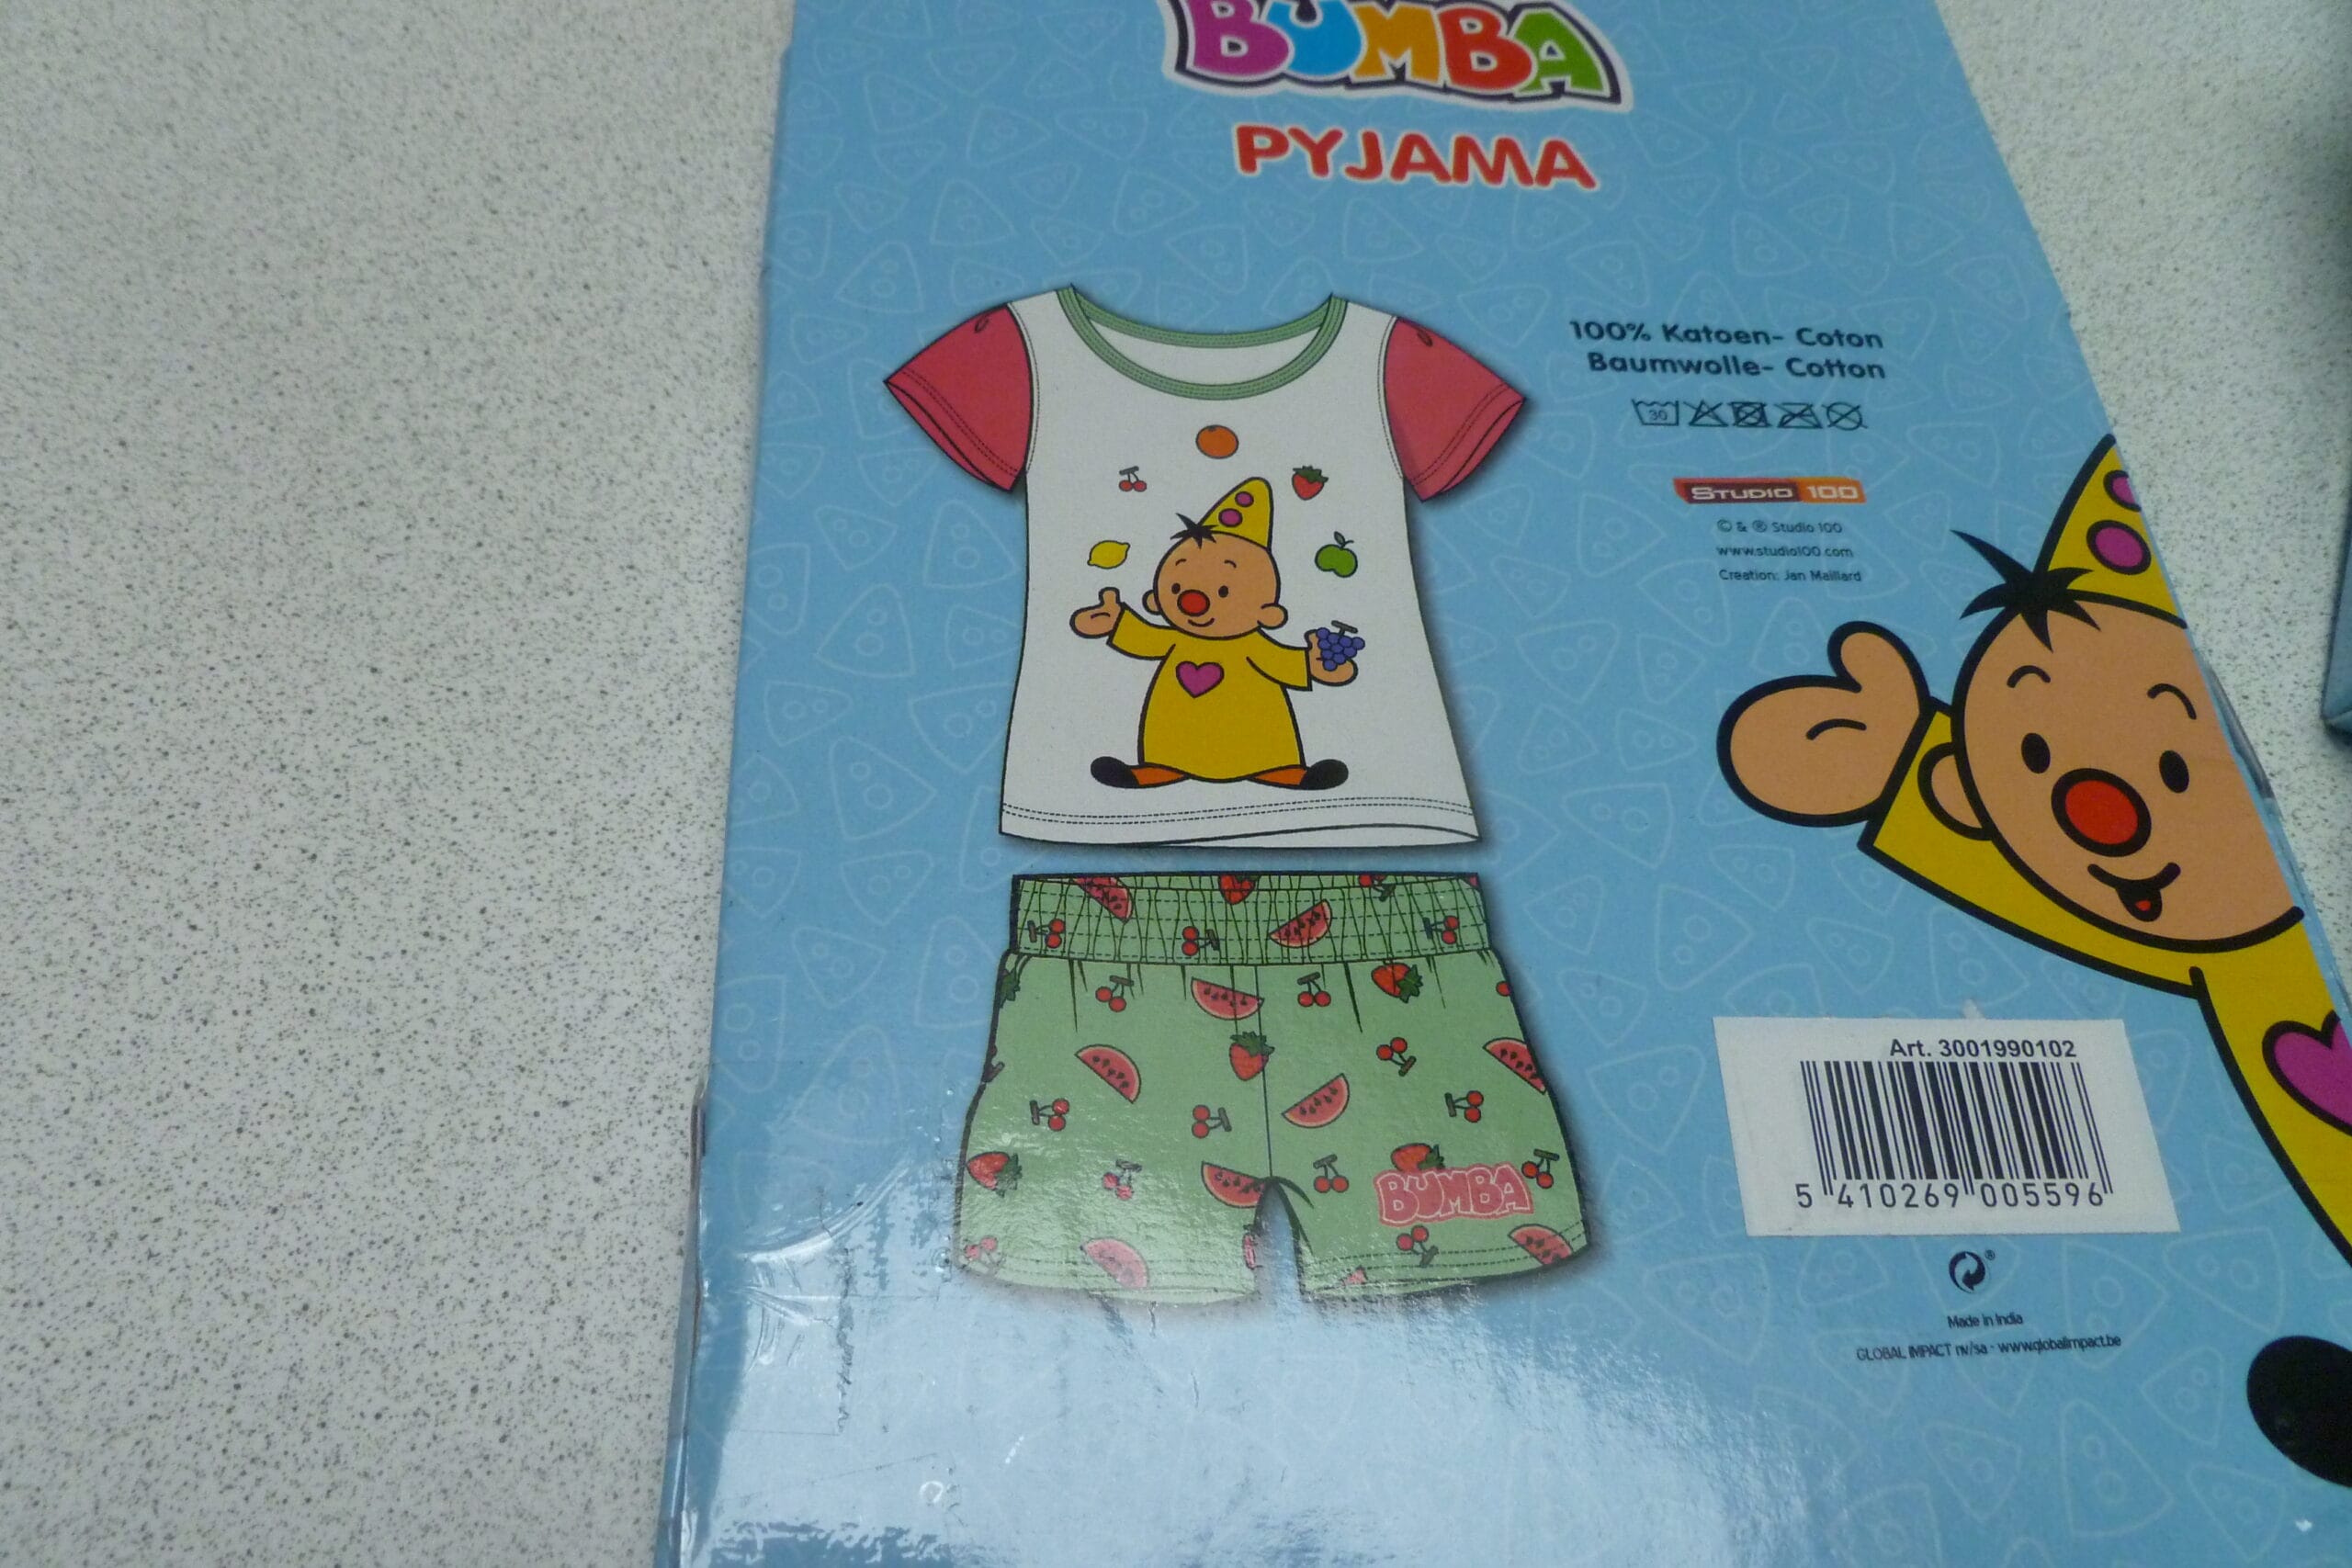 BUMBA
PYJAMA
100% Katoen- Coton
Baumwolle- Cotton
30
STUDIO 100
© & ® Studio 100
www.studio100.com
Creation: Jan Maillard
BUMBA
Art. 3001990102
5 410269 005596
®
Made in India
GLOBAL IMPACT nv/sa - www.globalimpact.be